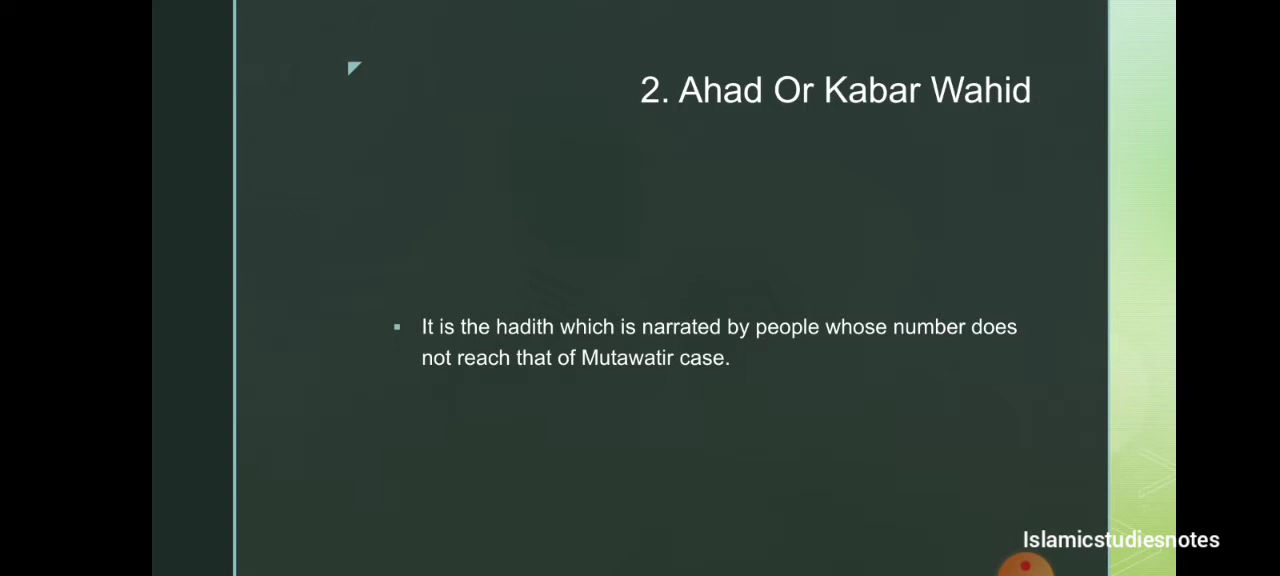 2. Ahad Or Kabar Wahid
▪ It is the hadith which is narrated by people whose number does
not reach that of Mutawatir case.
Islamicstudiesnotes